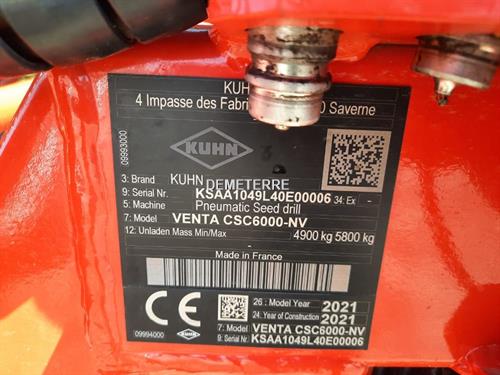 KUHN
4 Impasse des Fabri 0 Saverne
09993000
KUHN
3
3: Brand KUHN
DEMETERRE
9: Serial Nr. KSAA1049L40E00006 34: Ex -
5: Machine Pneumatic Seed drill
7: Model VENTA CSC6000-NV
12: Unladen Mass Min/Max 4900 kg 5800 kg
Made in France
CE
26 : Model Year 2021
24: Year of Construction 2021
7: Model VENTA CSC6000-NV
9: Serial Nr. KSAA1049L40E00006
09994000
KUHN